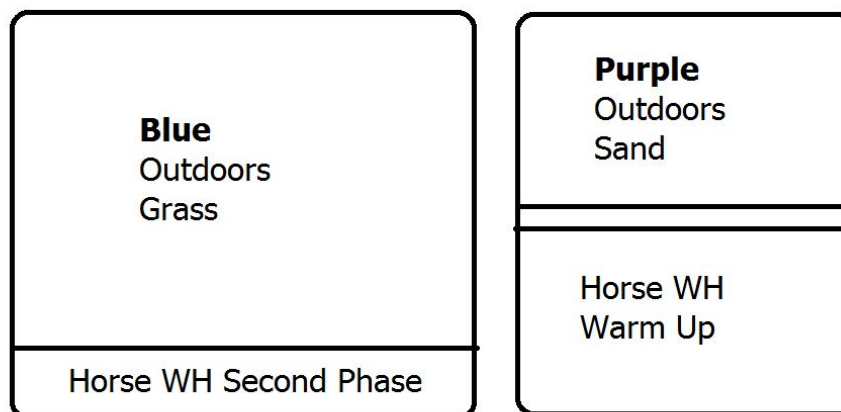 Blue
Outdoors
Grass
Horse WH Second Phase
Purple
Outdoors
Sand
Horse WH
Warm Up